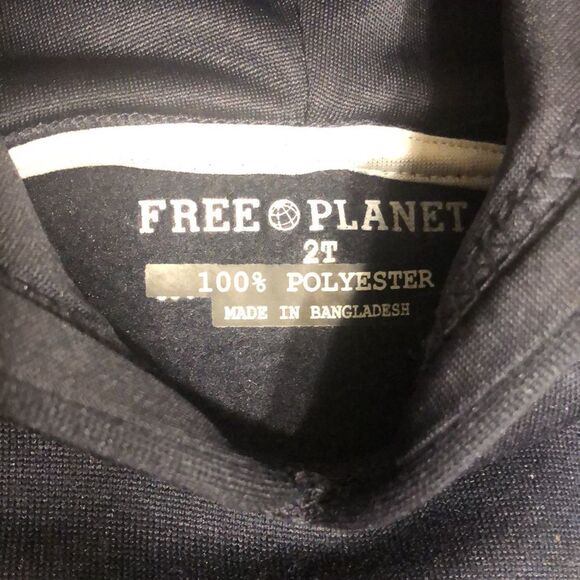 FREE PLANET
2T
100% POLYESTER
MADE IN BANGLADESH